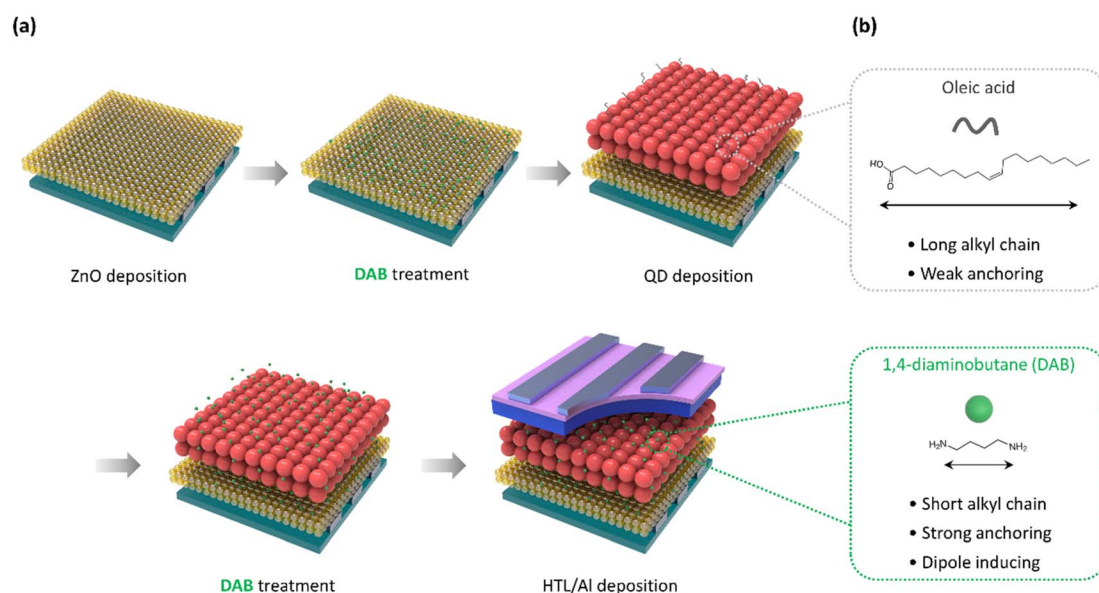 (a)
ZnO deposition
DAB treatment
QD deposition
DAB treatment
HTL/Al deposition
(b)
Oleic acid
HO
O
• Long alkyl chain
• Weak anchoring
1,4-diaminobutane (DAB)
H₂N
NH₂
• Short alkyl chain
• Strong anchoring
• Dipole inducing